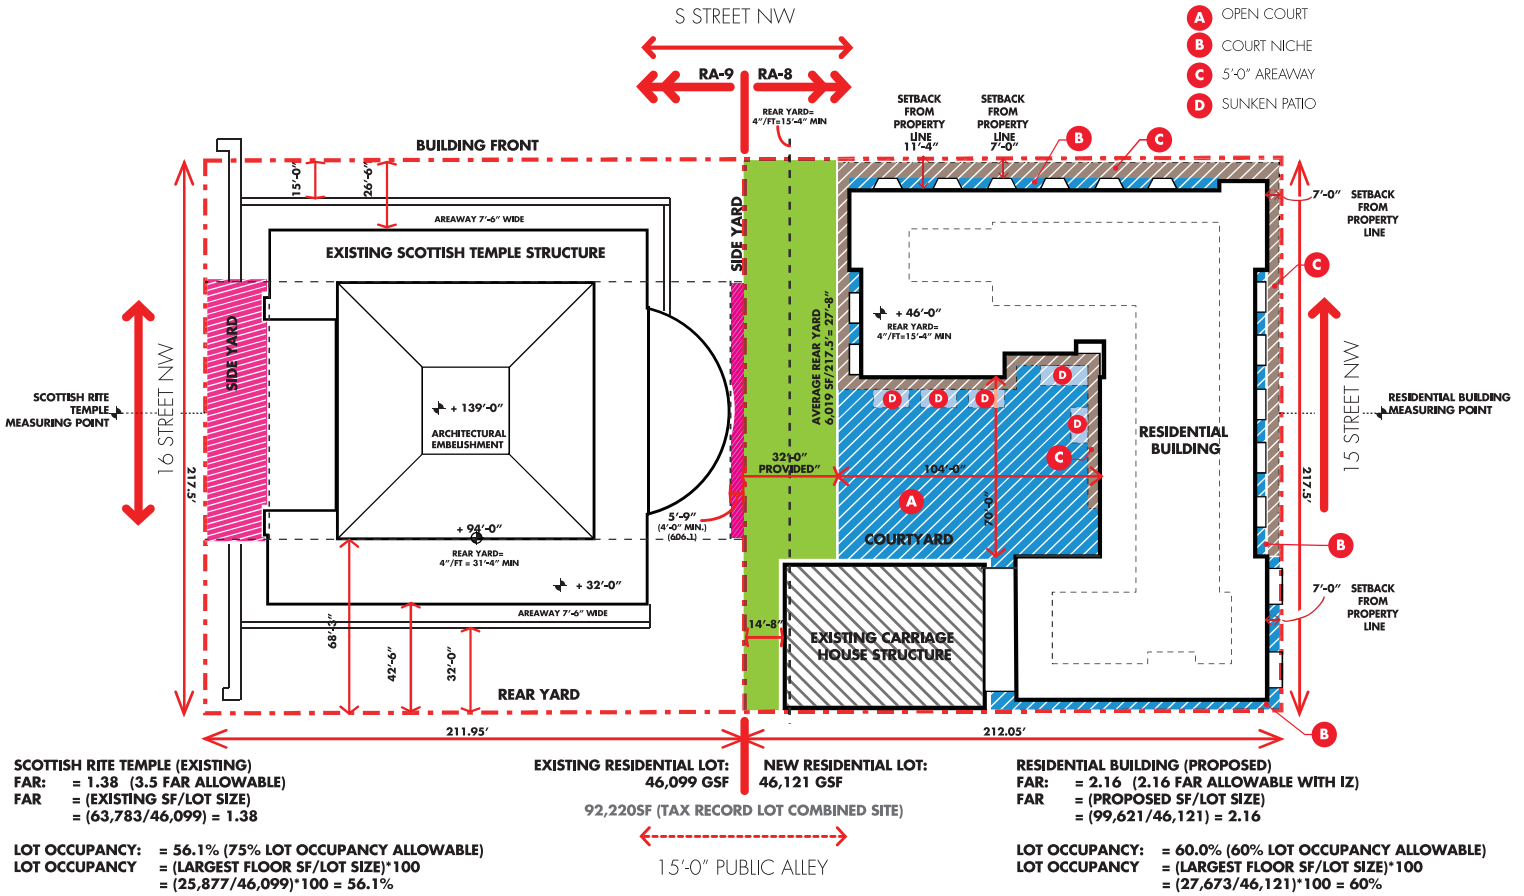 S STREET NW
A OPEN COURT
B COURT NICHE
C 5'-0" AREAWAY
D SUNKEN PATIO
RA-9
RA-8
REAR YARD=
4"/FT=15'-4" MIN
SETBACK
FROM
PROPERTY
LINE
11'-4"
SETBACK
FROM
PROPERTY
LINE
7'-0"
B
C
BUILDING FRONT
15'-0"
26'-6"
AREAWAY 7'-6" WIDE
EXISTING SCOTTISH TEMPLE STRUCTURE
SIDE YARD
7'-0" SETBACK
FROM
PROPERTY
LINE
C
+ 46'-0"
REAR YARD=
4"/FT=15'-4" MIN
AVERAGE REAR YARD
6,019 SF/217.5'= 27'-8"
SIDE YARD
16 STREET NW
SCOTTISH RITE
TEMPLE
MEASURING POINT
217.5'
+ 139'-0"
ARCHITECTURAL
EMBELISHMENT
D
D
D
D
D
C
RESIDENTIAL
BUILDING
RESIDENTIAL BUILDING
MEASURING POINT
15 STREET NW
217.5'
32'-0"
PROVIDED"
104'-0"
70'-0"
A
COURTYARD
5'-9"
(4'-0" MIN.)
(606.1)
+ 94'-0"
REAR YARD=
4"/FT = 31'-4" MIN
+ 32'-0"
B
AREAWAY 7'-6" WIDE
7'-0" SETBACK
FROM
PROPERTY
LINE
68'-3"
42'-6"
32'-0"
14'-8"
EXISTING CARRIAGE
HOUSE STRUCTURE
REAR YARD
B
211.95'
212.05'
SCOTTISH RITE TEMPLE (EXISTING)
FAR: = 1.38 (3.5 FAR ALLOWABLE)
FAR = (EXISTING SF/LOT SIZE)
= (63,783/46,099) = 1.38
LOT OCCUPANCY: = 56.1% (75% LOT OCCUPANCY ALLOWABLE)
LOT OCCUPANCY = (LARGEST FLOOR SF/LOT SIZE)*100
= (25,877/46,099)*100 = 56.1%
EXISTING RESIDENTIAL LOT:
46,099 GSF
NEW RESIDENTIAL LOT:
46,121 GSF
92,220SF (TAX RECORD LOT COMBINED SITE)
15'-0" PUBLIC ALLEY
RESIDENTIAL BUILDING (PROPOSED)
FAR: = 2.16 (2.16 FAR ALLOWABLE WITH IZ)
FAR = (PROPOSED SF/LOT SIZE)
= (99,621/46,121) = 2.16
LOT OCCUPANCY: = 60.0% (60% LOT OCCUPANCY ALLOWABLE)
LOT OCCUPANCY = (LARGEST FLOOR SF/LOT SIZE)*100
= (27,673/46,121)*100 = 60%